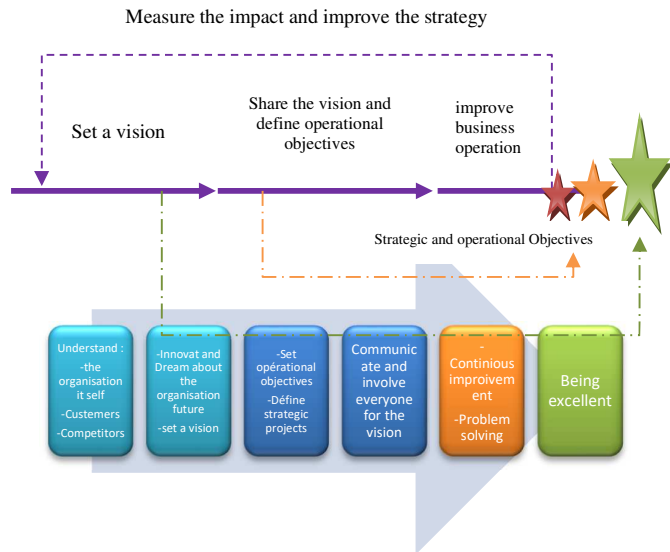 Measure the impact and improve the strategy
Set a vision
Share the vision and
define operational
objectives
improve
business
operation
Strategic and operational Objectives
Understand :
-the
organisation
it self
-Custemers
-Competitors
-Innovat and
Dream about
the
organisation
future
-set a vision
-Set
opérational
objectives
-Défine
strategic
projects
Communic
ate and
involve
everyone
for the
vision
-
Continious
improivem
ent
-Problem
solving
Being
excellent